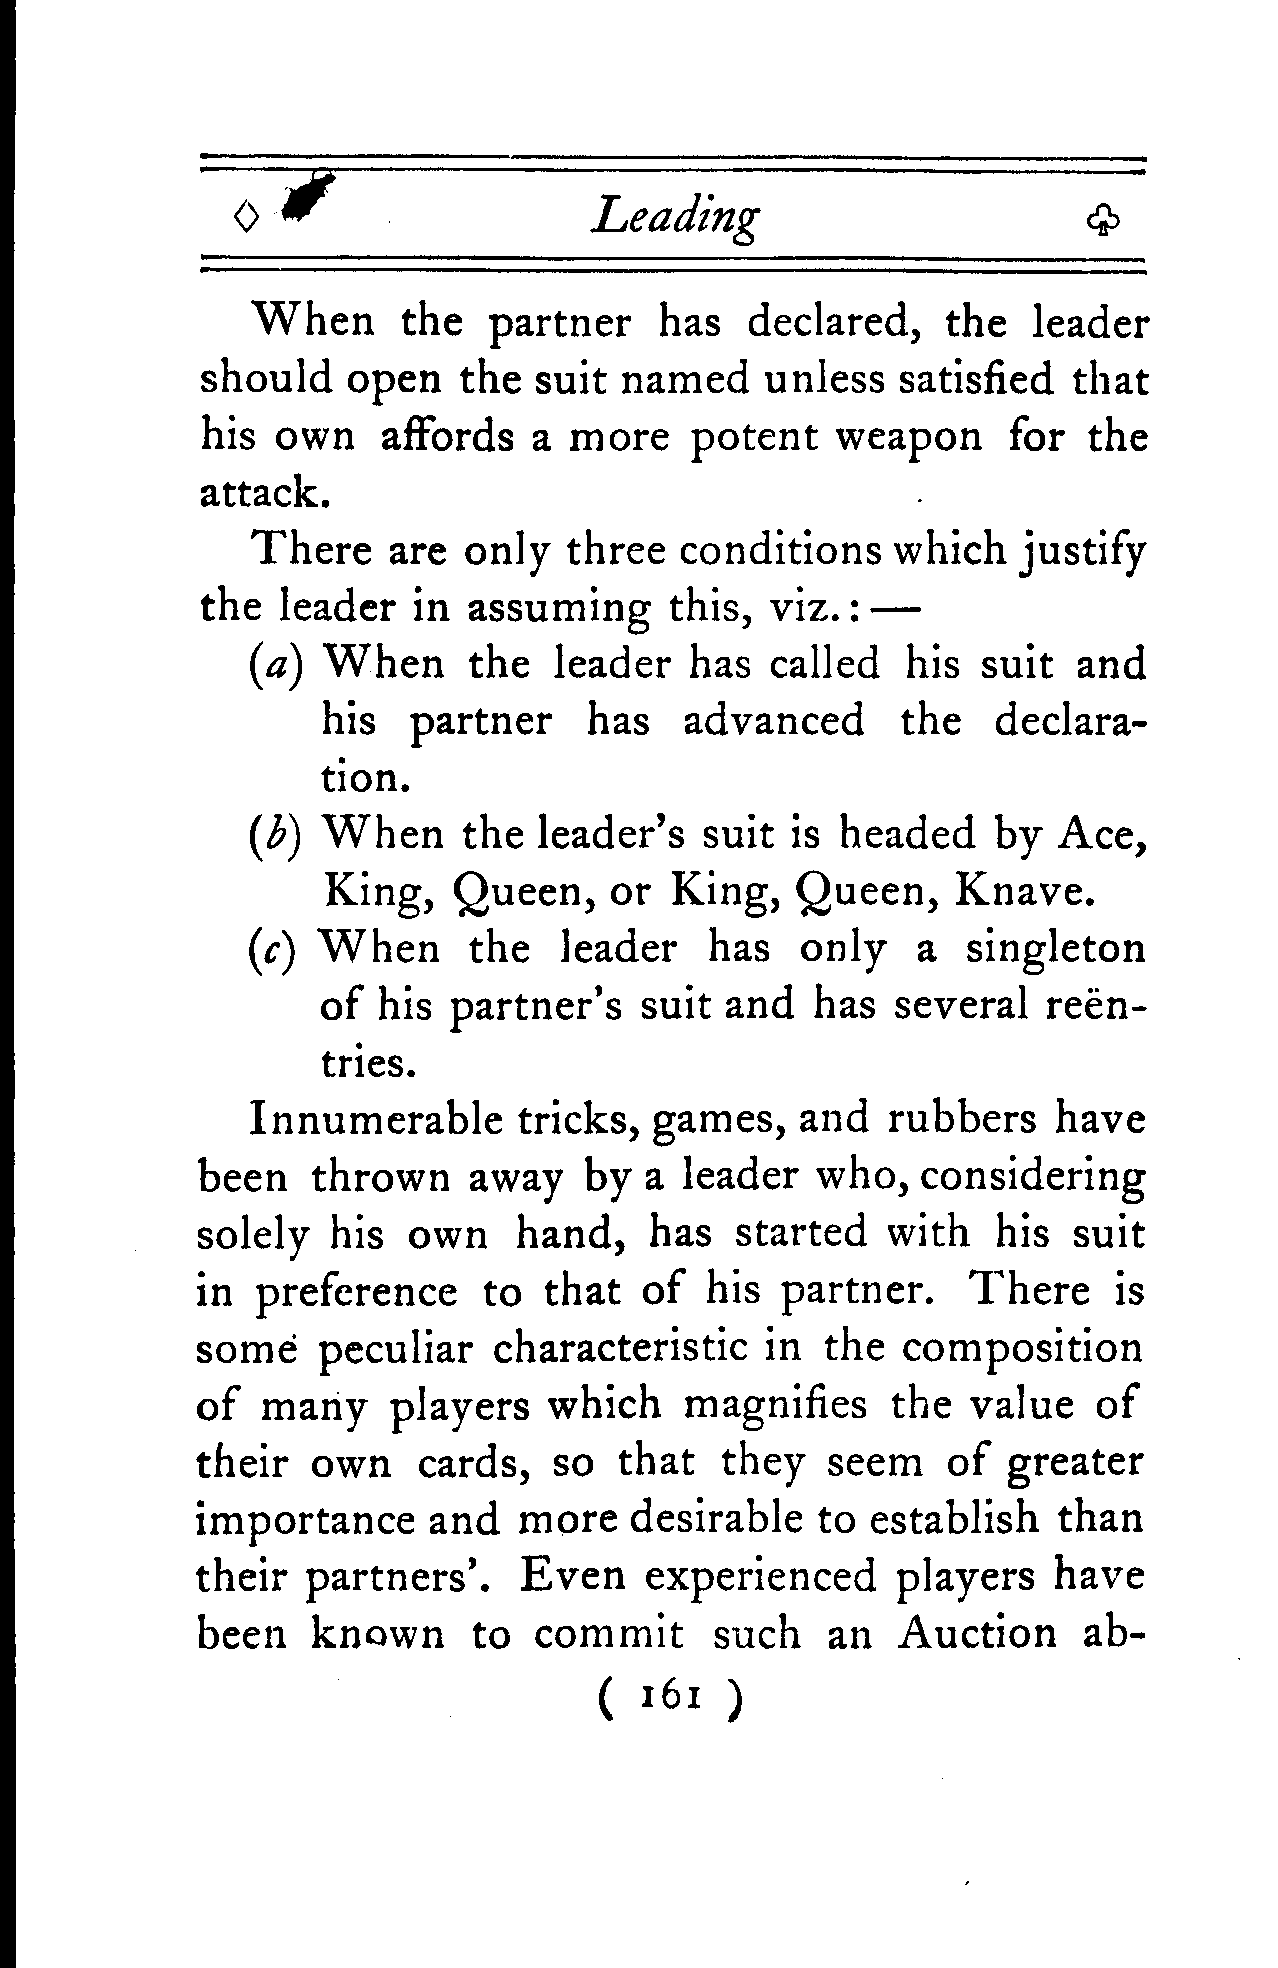 Leading
When the partner has declared, the leader
should open the suit named unless satisfied that
his own affords a more potent weapon for the
attack.
There are only three conditions which justify
the leader in assuming this, viz.: —
(a) When the leader has called his suit and
his partner has advanced the declara-
tion.
(b) When the leader's suit is headed by Ace,
King, Queen, or King, Queen, Knave.
(c) When the leader has only a singleton
of his partner's suit and has several reën-
tries.
Innumerable tricks, games, and rubbers have
been thrown away by a leader who, considering
solely his own hand, has started with his suit
in preference to that of his partner. There is
some peculiar characteristic in the composition
of many players which magnifies the value of
their own cards, so that they seem of greater
importance and more desirable to establish than
their partners'. Even experienced players have
been known to commit such an Auction ab-
( 161 )